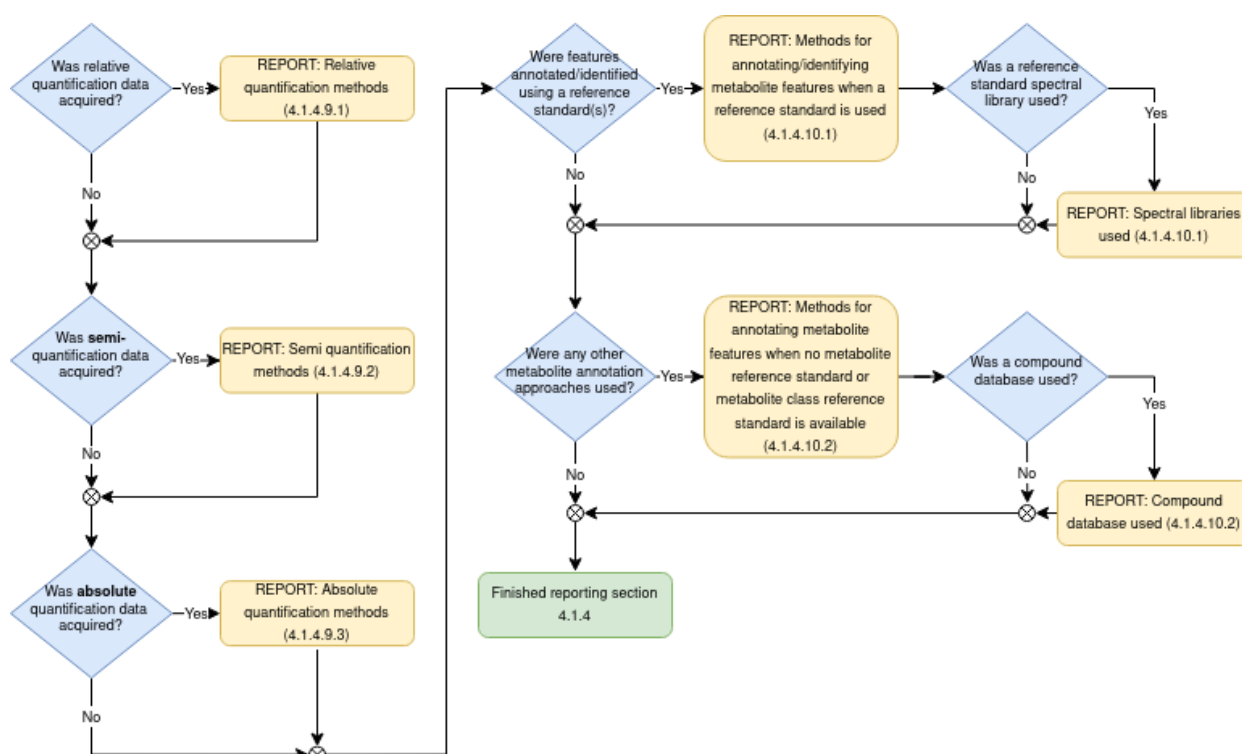 Was relative
quantification data
acquired?
Yes
REPORT: Relative
quantification methods
(4.1.4.9.1)
No
Was semi-
quantification data
acquired?
Yes
REPORT: Semi quantification
methods (4.1.4.9.2)
No
Was absolute
quantification data
acquired?
Yes
REPORT: Absolute
quantification methods
(4.1.4.9.3)
No
Were features
annotated/identified
using a reference
standard(s)?
Yes
REPORT: Methods for
annotating/identifying
metabolite features when a
reference standard is used
(4.1.4.10.1)
Was a reference
standard spectral
library used?
Yes
No
No
REPORT: Spectral libraries
used (4.1.4.10.1)
Were any other
metabolite annotation
approaches used?
Yes
REPORT: Methods for
annotating metabolite
features when no metabolite
reference standard or
metabolite class reference
standard is available
(4.1.4.10.2)
Was a compound
database used?
Yes
No
No
REPORT: Compound
database used (4.1.4.10.2)
Finished reporting section
4.1.4